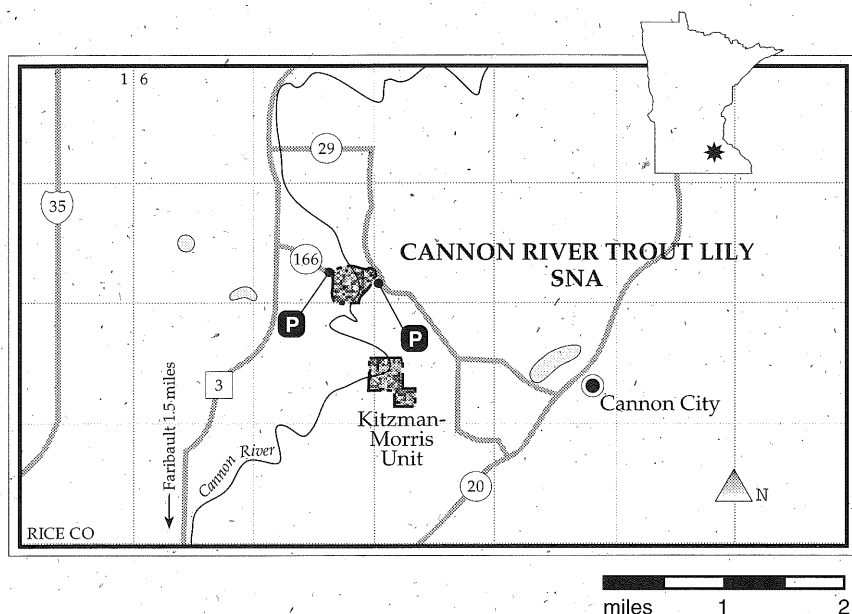 1 6
29
35
166
CANNON RIVER TROUT LILY
SNA
P
P
3
Faribault 1.5 miles
Cannon City
Kitzman-
Morris
Unit
Cannon River
20
N
RICE CO
miles 1 2